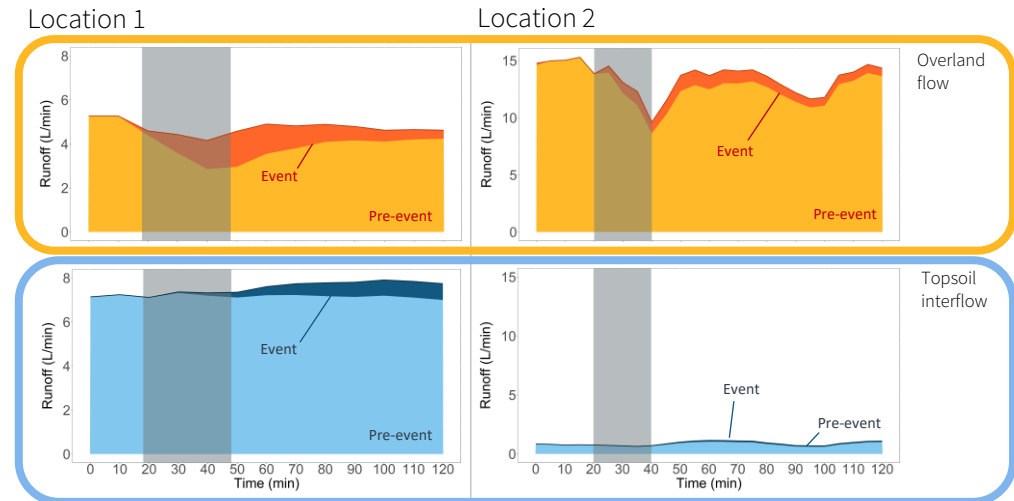 Location 1
Location 2
8
6
4
2
0
Runoff (L/min)
Event
Pre-event
15
10
5
0
Runoff (L/min)
Event
Pre-event
Overland
flow
8
6
4
2
0
Runoff (L/min)
Event
Pre-event
0 10 20 30 40 50 60 70 80 90 100 110 120
Time (min)
15
10
5
0
Runoff (L/min)
Event
Pre-event
0 10 20 30 40 50 60 70 80 90 100 110 120
Time (min)
Topsoil
interflow